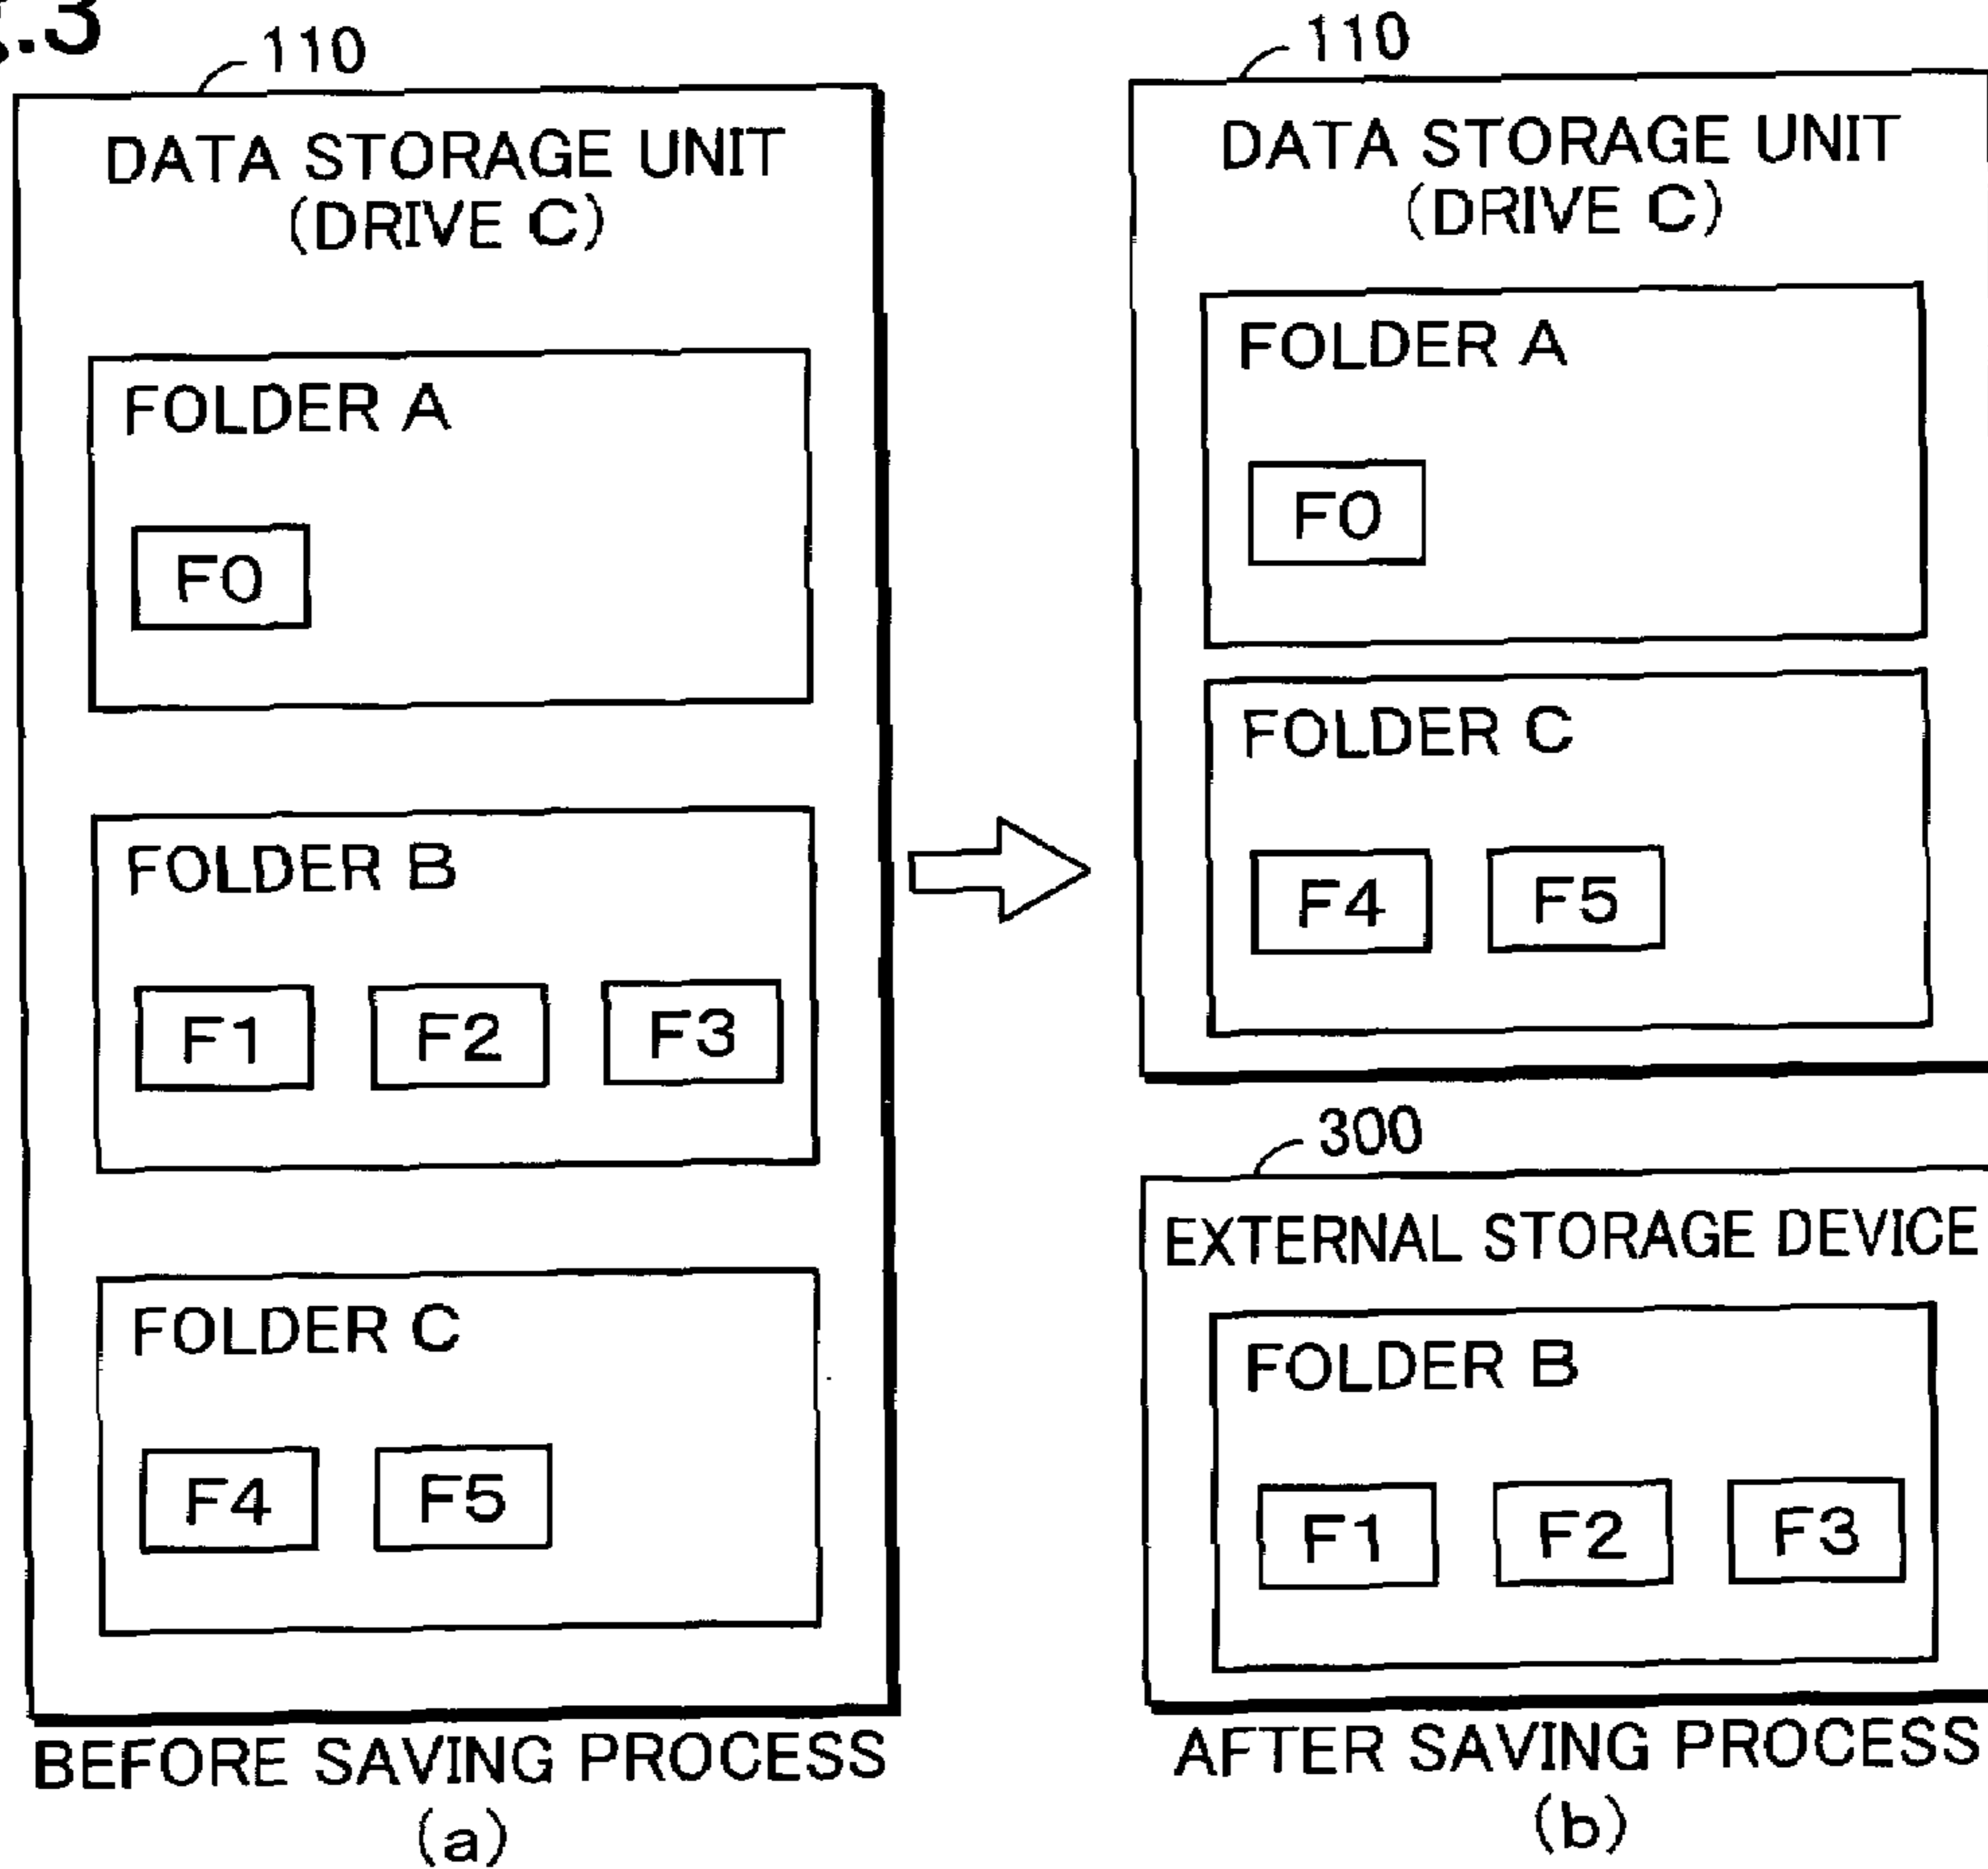 .3
110
DATA STORAGE UNIT
(DRIVE C)
FOLDER A
F0
FOLDER B
F1 F2 F3
FOLDER C
F4 F5
BEFORE SAVING PROCESS
(a)
110
DATA STORAGE UNIT
(DRIVE C)
FOLDER A
F0
FOLDER C
F4 F5
300
EXTERNAL STORAGE DEVICE
FOLDER B
F1 F2 F3
AFTER SAVING PROCESS
(b)